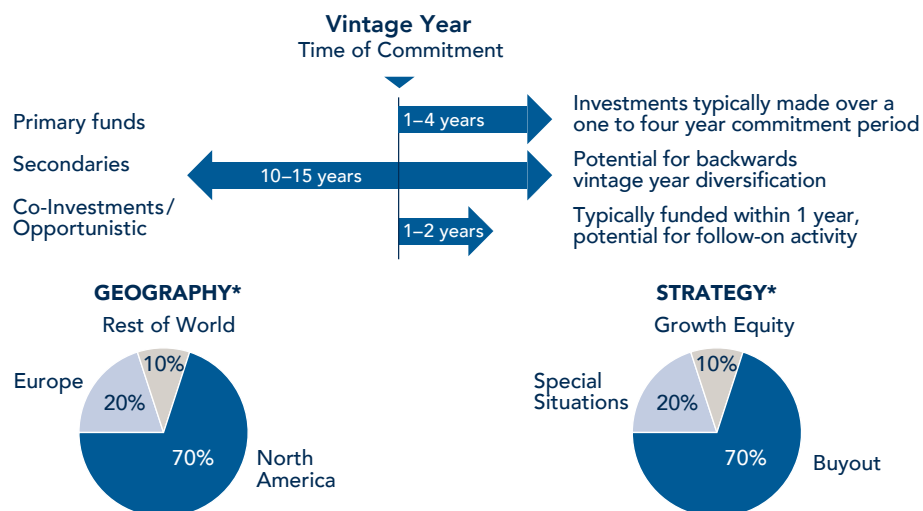 Vintage Year
Time of Commitment
Primary funds
1–4 years
Investments typically made over a
one to four year commitment period
Secondaries
10–15 years
Potential for backwards
vintage year diversification
Co-Investments/
Opportunistic
1–2 years
Typically funded within 1 year,
potential for follow-on activity
GEOGRAPHY*
Rest of World
10%
Europe
20%
70%
North
America
STRATEGY*
Growth Equity
10%
Special
Situations
20%
70%
Buyout